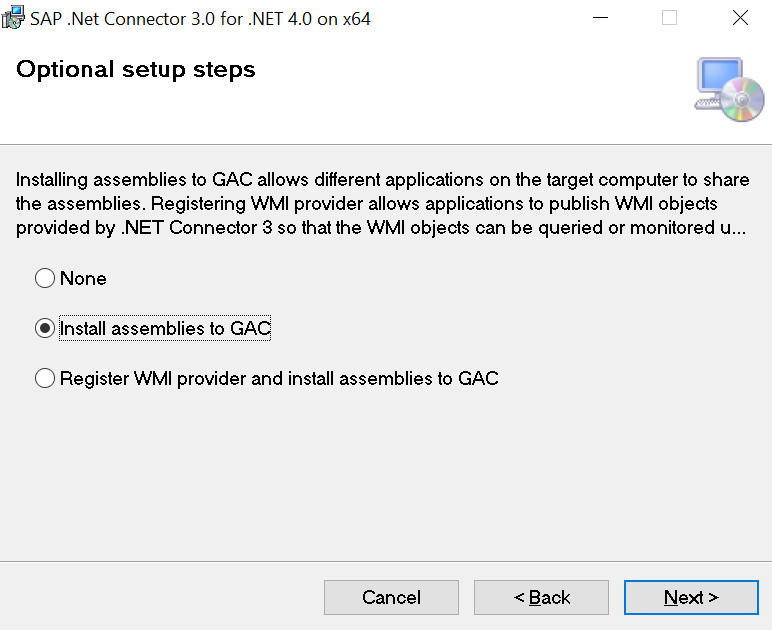 SAP .Net Connector 3.0 for .NET 4.0 on x64
Optional setup steps
Installing assemblies to GAC allows different applications on the target computer to share
the assemblies. Registering WMI provider allows applications to publish WMI objects
provided by .NET Connector 3 so that the WMI objects can be queried or monitored u...
None
Install assemblies to GAC
Register WMI provider and install assemblies to GAC
Cancel
< Back
Next >